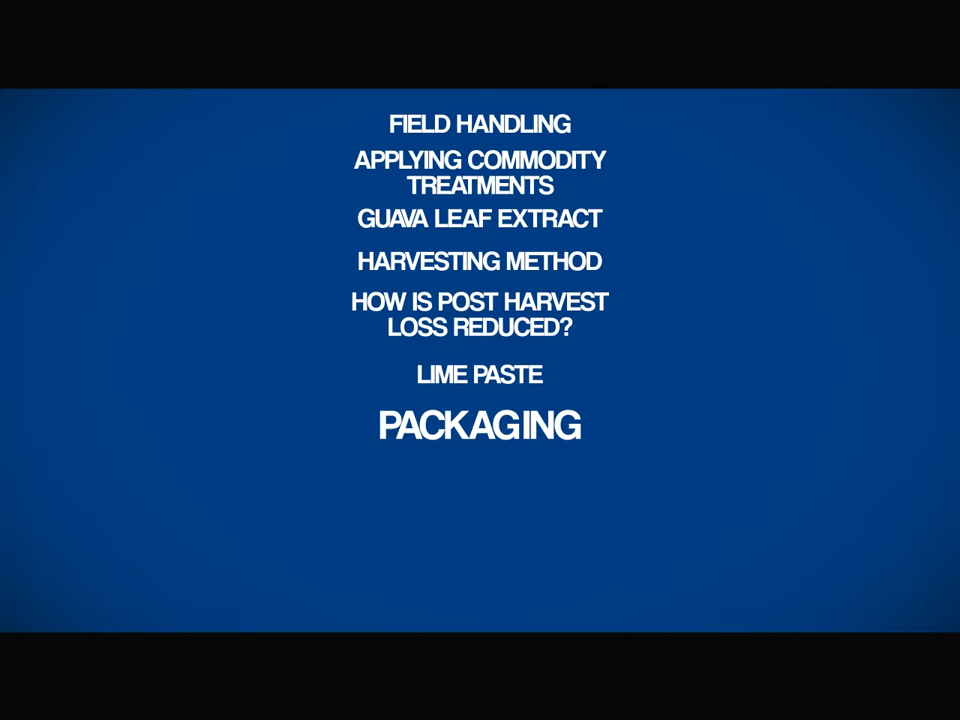 FIELD HANDLING
APPLYING COMMODITY
TREATMENTS
GUAVA LEAF EXTRACT
HARVESTING METHOD
HOW IS POST HARVEST
LOSS REDUCED?
LIME PASTE
PACKAGING